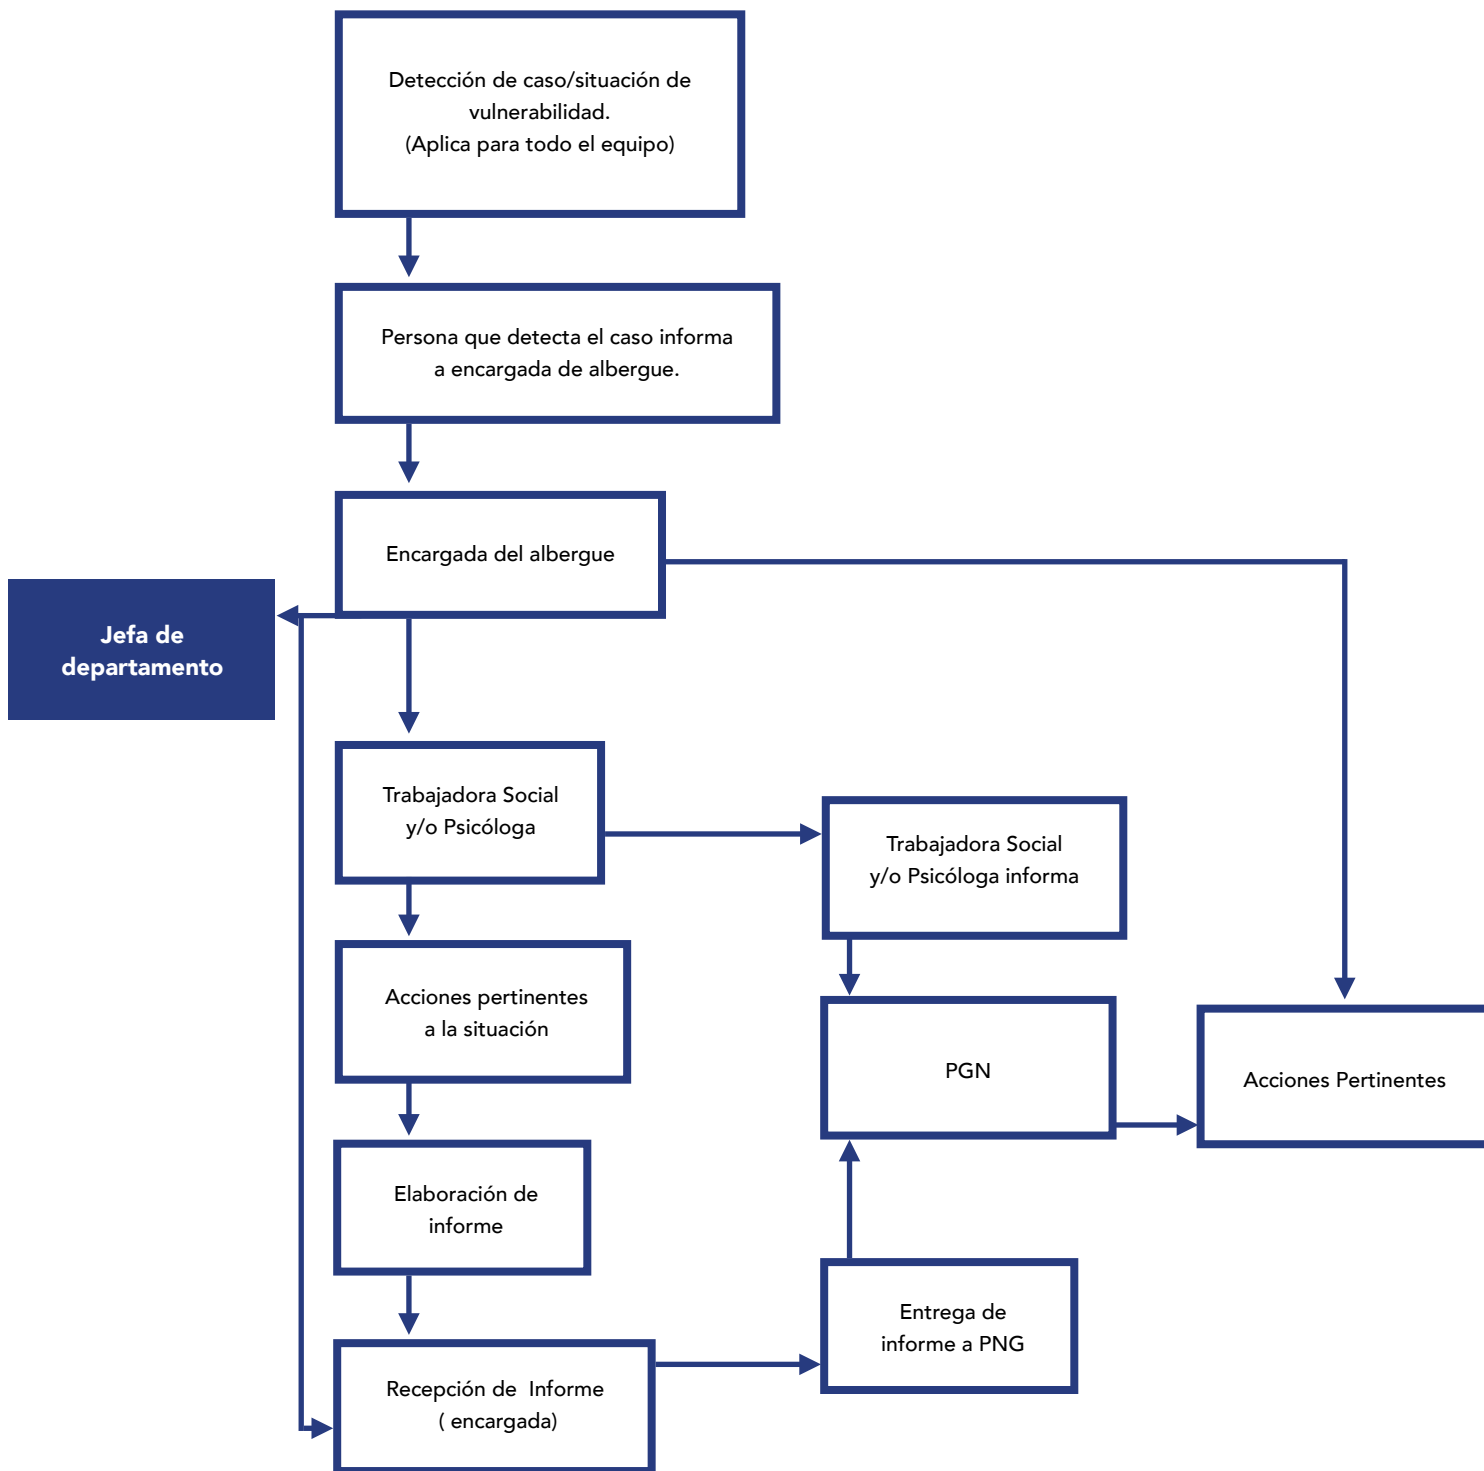 Detección de caso/situación de
vulnerabilidad.
(Aplica para todo el equipo)
Persona que detecta el caso informa
a encargada de albergue.
Encargada del albergue
Jefa de
departamento
Trabajadora Social
y/o Psicóloga
Trabajadora Social
y/o Psicóloga informa
Acciones pertinentes
a la situación
PGN
Acciones Pertinentes
Elaboración de
informe
Entrega de
informe a PNG
Recepción de Informe
( encargada)